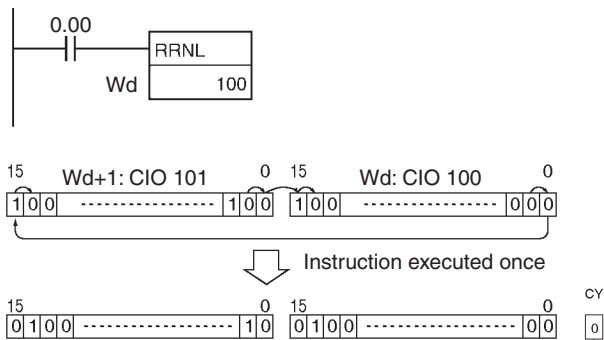 0.00
RRNL
Wd 100
15 Wd+1: CIO 101 0 15 Wd: CIO 100 0
1 0 0 1 0 0 1 0 0 0 0 0
Instruction executed once
15 0 15 0 CY
0 1 0 0 1 0 0 1 0 0 0 0 0